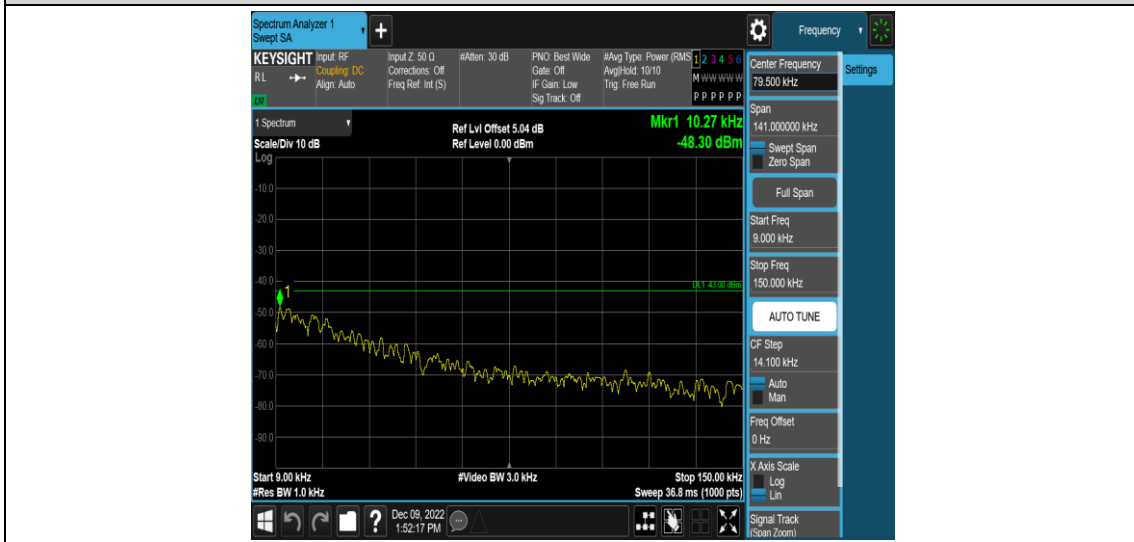 Spectrum Analyzer 1
Swept SA
+
Frequency
KEYSIGHT
RL
LXI
Input: RF
Coupling: DC
Align: Auto
Input Z: 50 Ω
Corrections: Off
Freq Ref: Int (S)
#Atten: 30 dB
PNO: Best Wide
Gate: Off
IF Gain: Low
Sig Track: Off
#Avg Type: Power (RMS
Avg|Hold: 10/10
Trig: Free Run
1 2 3 4 5 6
M W W W W W
P P P P P P
Center Frequency
79.500 kHz
Settings
Span
141.000000 kHz
Swept Span
Zero Span
Full Span
Start Freq
9.000 kHz
Stop Freq
150.000 kHz
AUTO TUNE
CF Step
14.100 kHz
Auto
Man
Freq Offset
0 Hz
X Axis Scale
Log
Lin
Signal Track
(Span Zoom)
1 Spectrum
Scale/Div 10 dB
Log
Ref Lvl Offset 5.04 dB
Ref Level 0.00 dBm
Mkr1 10.27 kHz
-48.30 dBm
-10.0
-20.0
-30.0
-40.0
DL1 -43.00 dBm
1
-50.0
-60.0
-70.0
-80.0
-90.0
Start 9.00 kHz
#Video BW 3.0 kHz
Stop 150.00 kHz
#Res BW 1.0 kHz
Sweep 36.8 ms (1000 pts)
?
Dec 09, 2022
1:52:17 PM